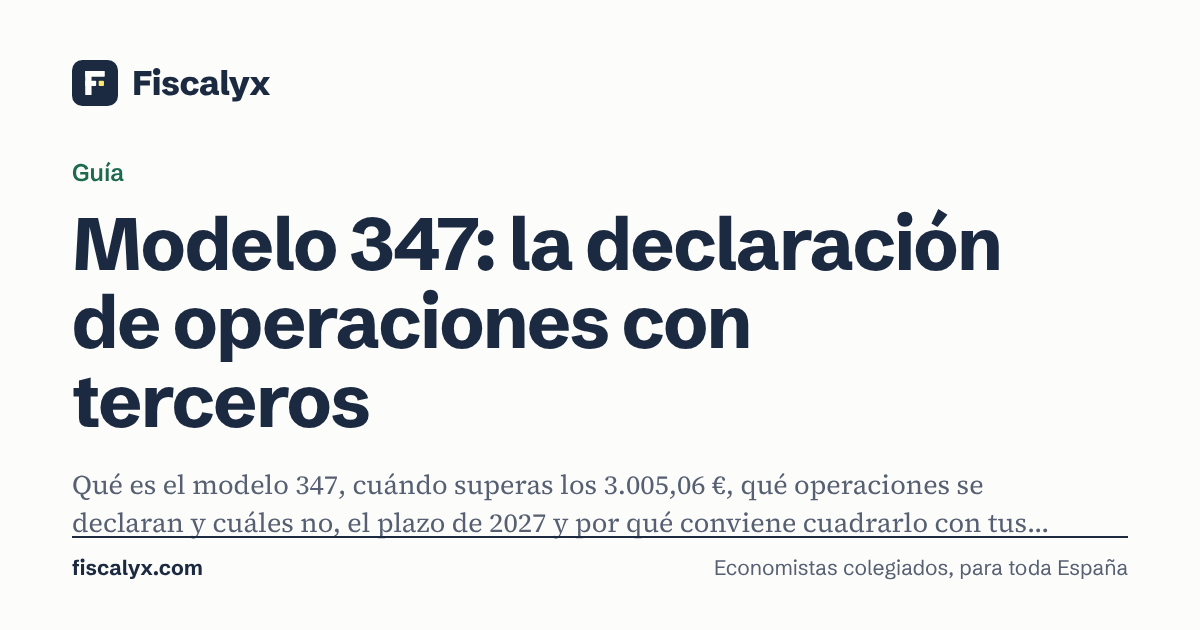 Fiscalyx
Guía
Modelo 347: la declaración
de operaciones con
terceros
Qué es el modelo 347, cuándo superas los 3.005,06 €, qué operaciones se
declaran y cuáles no, el plazo de 2027 y por qué conviene cuadrarlo con tus...
fiscalyx.com
Economistas colegiados, para toda España